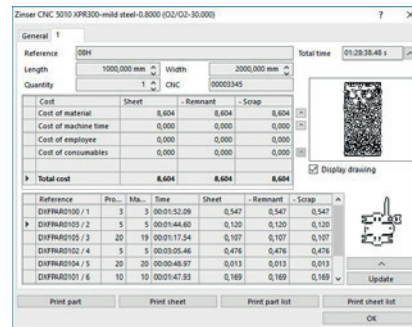 Zinser CNC 5010 XPR300-mild steel-0.8000 (O2/O2-30.000)
? ×
General 1
Reference 08H Total time 01:28:38.48 s
Length 1000,000 mm Width 2000,000 mm
Quantity 1 CNC 00003345
Cost Sheet - Remnant - Scrap
Cost of material 8,604 8,604 8,604
Cost of machine time 0,000 0,000 0,000
Cost of employee 0,000 0,000 0,000
Cost of consumables 0,000 0,000 0,000
Total cost 8,604 8,604 8,604
Display drawing
Reference Pro... Ma... Time Sheet - Remnant - Scrap
DXFPAR0100 / 1 3 3 00:01:52.09 0,547 0,547 0,547
DXFPAR0103 / 2 5 5 00:01:44.60 0,120 0,120 0,120
DXFPAR0105 / 3 20 19 00:01:17.54 0,107 0,107 0,107
DXFPAR0102 / 4 5 5 00:03:05.46 0,476 0,476 0,476
DXFPAR0104 / 5 20 20 00:00:48.97 0,013 0,013 0,013
DXFPAR0101 / 6 10 10 00:01:47.93 0,169 0,169 0,169
Update
Print part Print sheet Print part list Print sheet list
OK